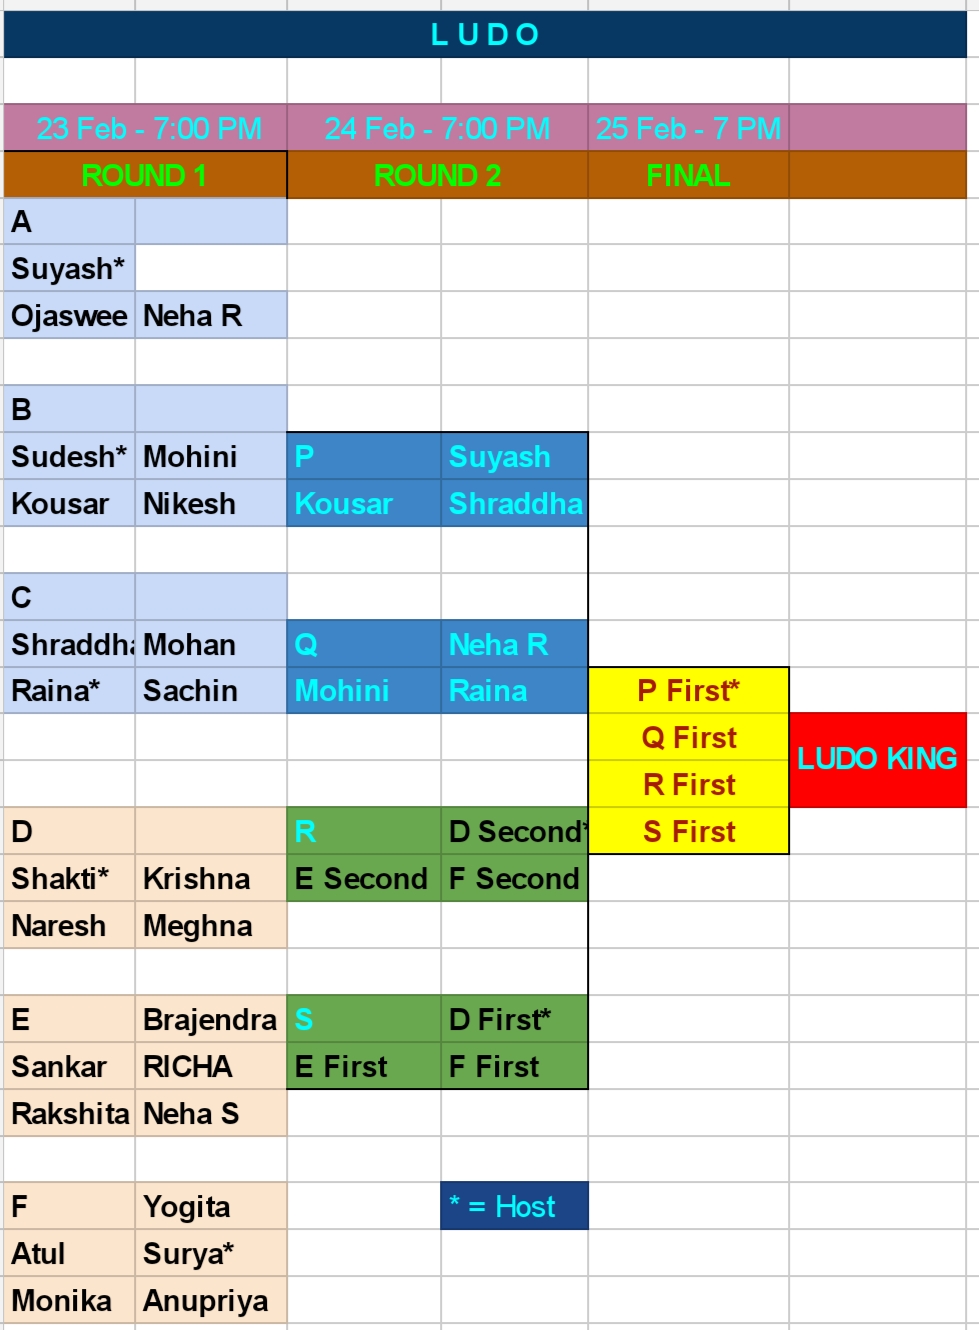 LUDO
23 Feb - 7:00 PM 24 Feb - 7:00 PM 25 Feb - 7 PM
ROUND 1 ROUND 2 FINAL
A
Suyash*
Ojaswee Neha R
B
Sudesh* Mohini P Suyash
Kousar Nikesh Kousar Shraddha
C
Shraddha Mohan Q Neha R
Raina* Sachin Mohini Raina P First*
Q First
LUDO KING
R First
D R D Second* S First
Shakti* Krishna E Second F Second
Naresh Meghna
E Brajendra S D First*
Sankar RICHA E First F First
Rakshita Neha S
F Yogita * = Host
Atul Surya*
Monika Anupriya